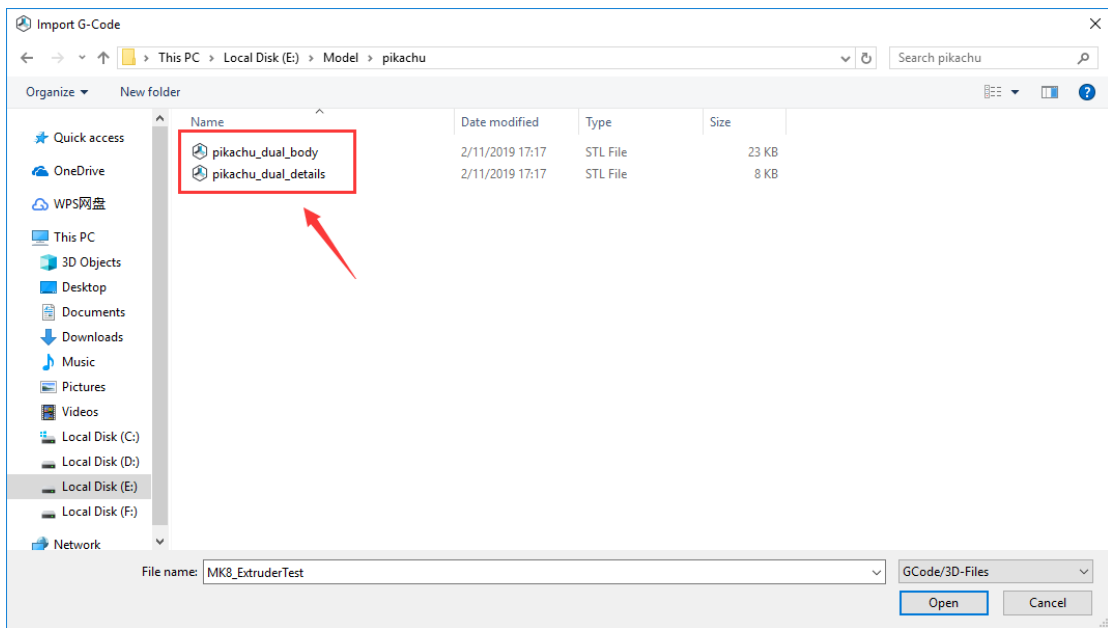 Import G-Code
This PC > Local Disk (E:) > Model > pikachu
Search pikachu
Organize
New folder
Quick access
OneDrive
WPS网盘
This PC
3D Objects
Desktop
Documents
Downloads
Music
Pictures
Videos
Local Disk (C:)
Local Disk (D:)
Local Disk (E:)
Local Disk (F:)
Network
Name Date modified Type Size
pikachu_dual_body 2/11/2019 17:17 STL File 23 KB
pikachu_dual_details 2/11/2019 17:17 STL File 8 KB
File name: MK8_ExtruderTest
GCode/3D-Files
Open Cancel